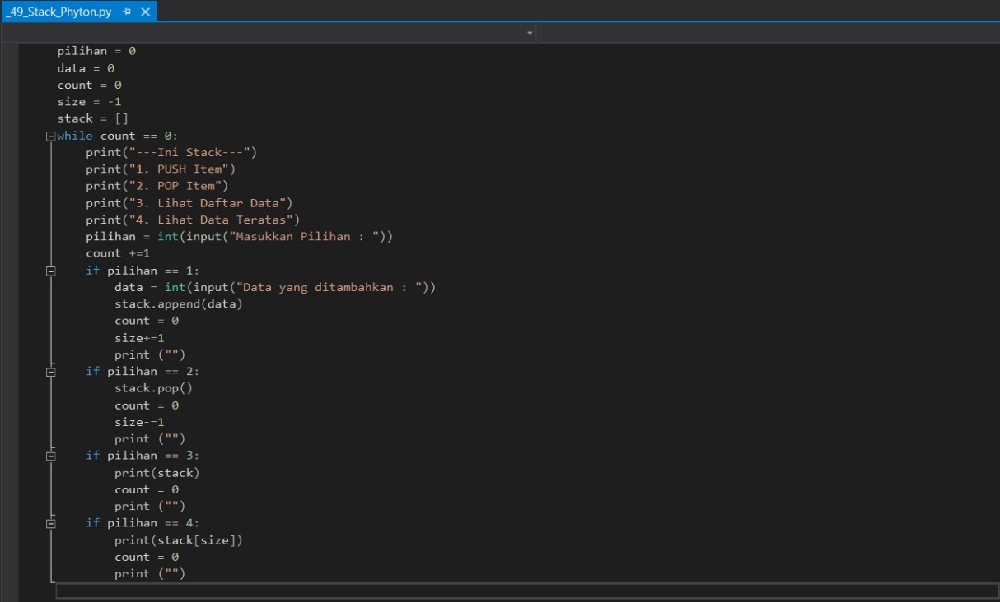 _49_Stack_Phyton.py
pilihan = 0
data = 0
count = 0
size = -1
stack = []
while count == 0:
    print("---Ini Stack---")
    print("1. PUSH Item")
    print("2. POP Item")
    print("3. Lihat Daftar Data")
    print("4. Lihat Data Teratas")
    pilihan = int(input("Masukkan Pilihan : "))
    count +=1
    if pilihan == 1:
        data = int(input("Data yang ditambahkan : "))
        stack.append(data)
        count = 0
        size+=1
        print ("")
    if pilihan == 2:
        stack.pop()
        count = 0
        size-=1
        print ("")
    if pilihan == 3:
        print(stack)
        count = 0
        print ("")
    if pilihan == 4:
        print(stack[size])
        count = 0
        print ("")